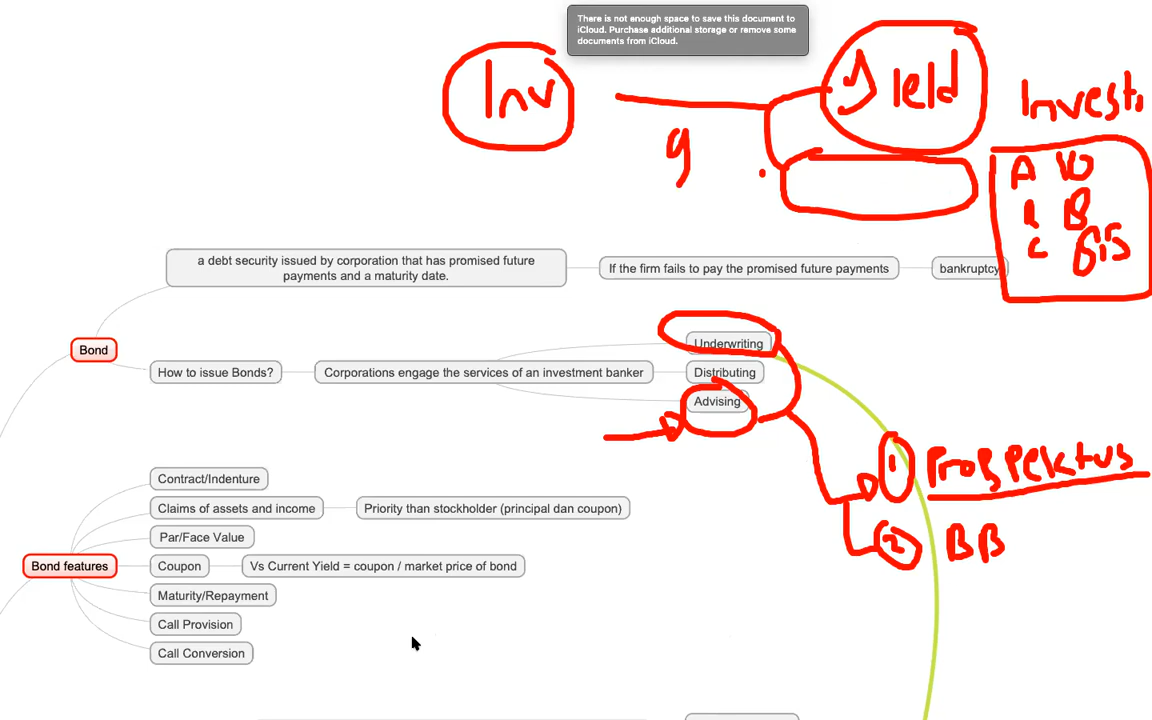 There is not enough space to save this document to
iCloud. Purchase additional storage or remove some
documents from iCloud.
Inv
Yield
g
A
B
C
a debt security issued by corporation that has promised future
payments and a maturity date.
If the firm fails to pay the promised future payments
bankruptcy
Bond
How to issue Bonds?
Corporations engage the services of an investment banker
Underwriting
Distributing
Advising
1 Prospektus
2 BB
Contract/Indenture
Claims of assets and income
Priority than stockholder (principal dan coupon)
Par/Face Value
Bond features
Coupon
Vs Current Yield = coupon / market price of bond
Maturity/Repayment
Call Provision
Call Conversion